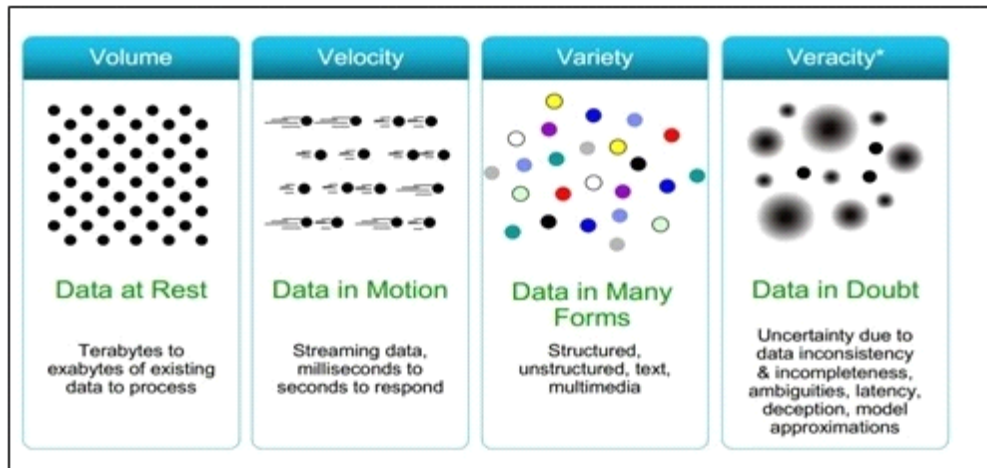 Volume
Data at Rest
Terabytes to
exabytes of existing
data to process
Velocity
Data in Motion
Streaming data,
milliseconds to
seconds to respond
Variety
Data in Many
Forms
Structured,
unstructured, text,
multimedia
Veracity*
Data in Doubt
Uncertainty due to
data inconsistency
& incompleteness,
ambiguities, latency,
deception, model
approximations